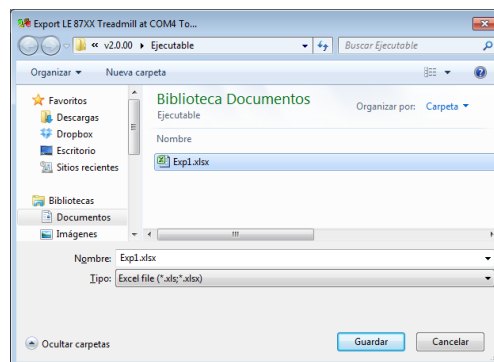 Export LE 87XX Treadmill at COM4 To...
« v2.0.00 ▸ Ejecutable
Buscar Ejecutable
Organizar
Nueva carpeta
Favoritos
Descargas
Dropbox
Escritorio
Sitios recientes
Bibliotecas
Documentos
Imágenes
Biblioteca Documentos
Ejecutable
Organizar por: Carpeta
Nombre
Exp1.xlsx
Nombre: Exp1.xlsx
Tipo: Excel file (*.xls;*.xlsx)
Ocultar carpetas
Guardar
Cancelar